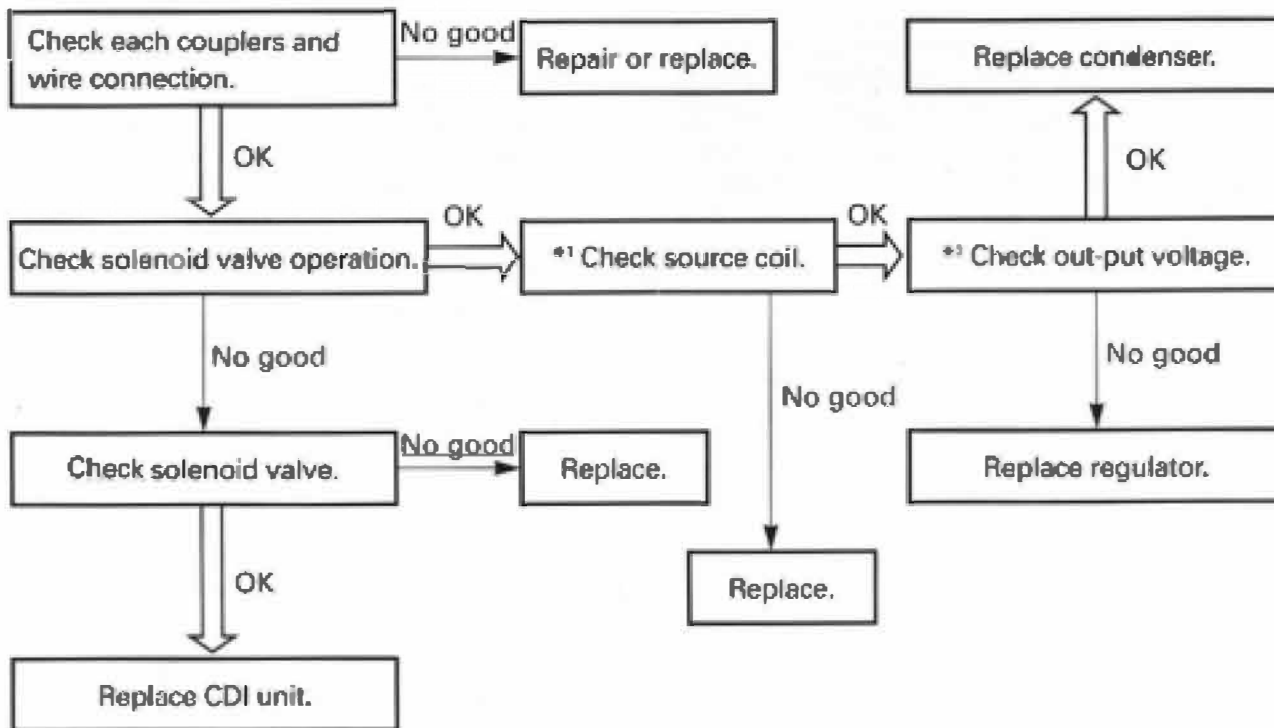 Check each couplers and
wire connection.
No good
Repair or replace.
Replace condenser.
OK
OK
Check solenoid valve operation.
OK
*1 Check source coil.
OK
*1 Check out-put voltage.
No good
No good
No good
Check solenoid valve.
No good
Replace.
Replace regulator.
OK
Replace.
Replace CDI unit.